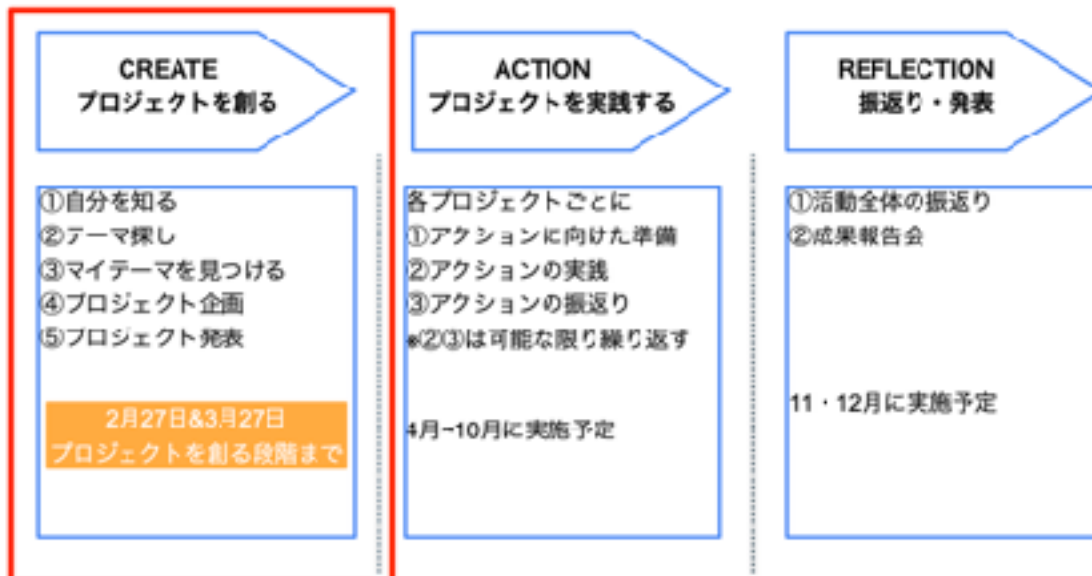 CREATE
プロジェクトを創る
①自分を知る
②テーマ探し
③マイテーマを見つける
④プロジェクト企画
⑤プロジェクト発表
2月27日&3月27日
プロジェクトを創る段階まで
ACTION
プロジェクトを実践する
各プロジェクトごとに
①アクションに向けた準備
②アクションの実践
③アクションの振返り
※②③は可能な限り繰り返す
4月-10月に実施予定
REFLECTION
振返り・発表
①活動全体の振返り
②成果報告会
11・12月に実施予定